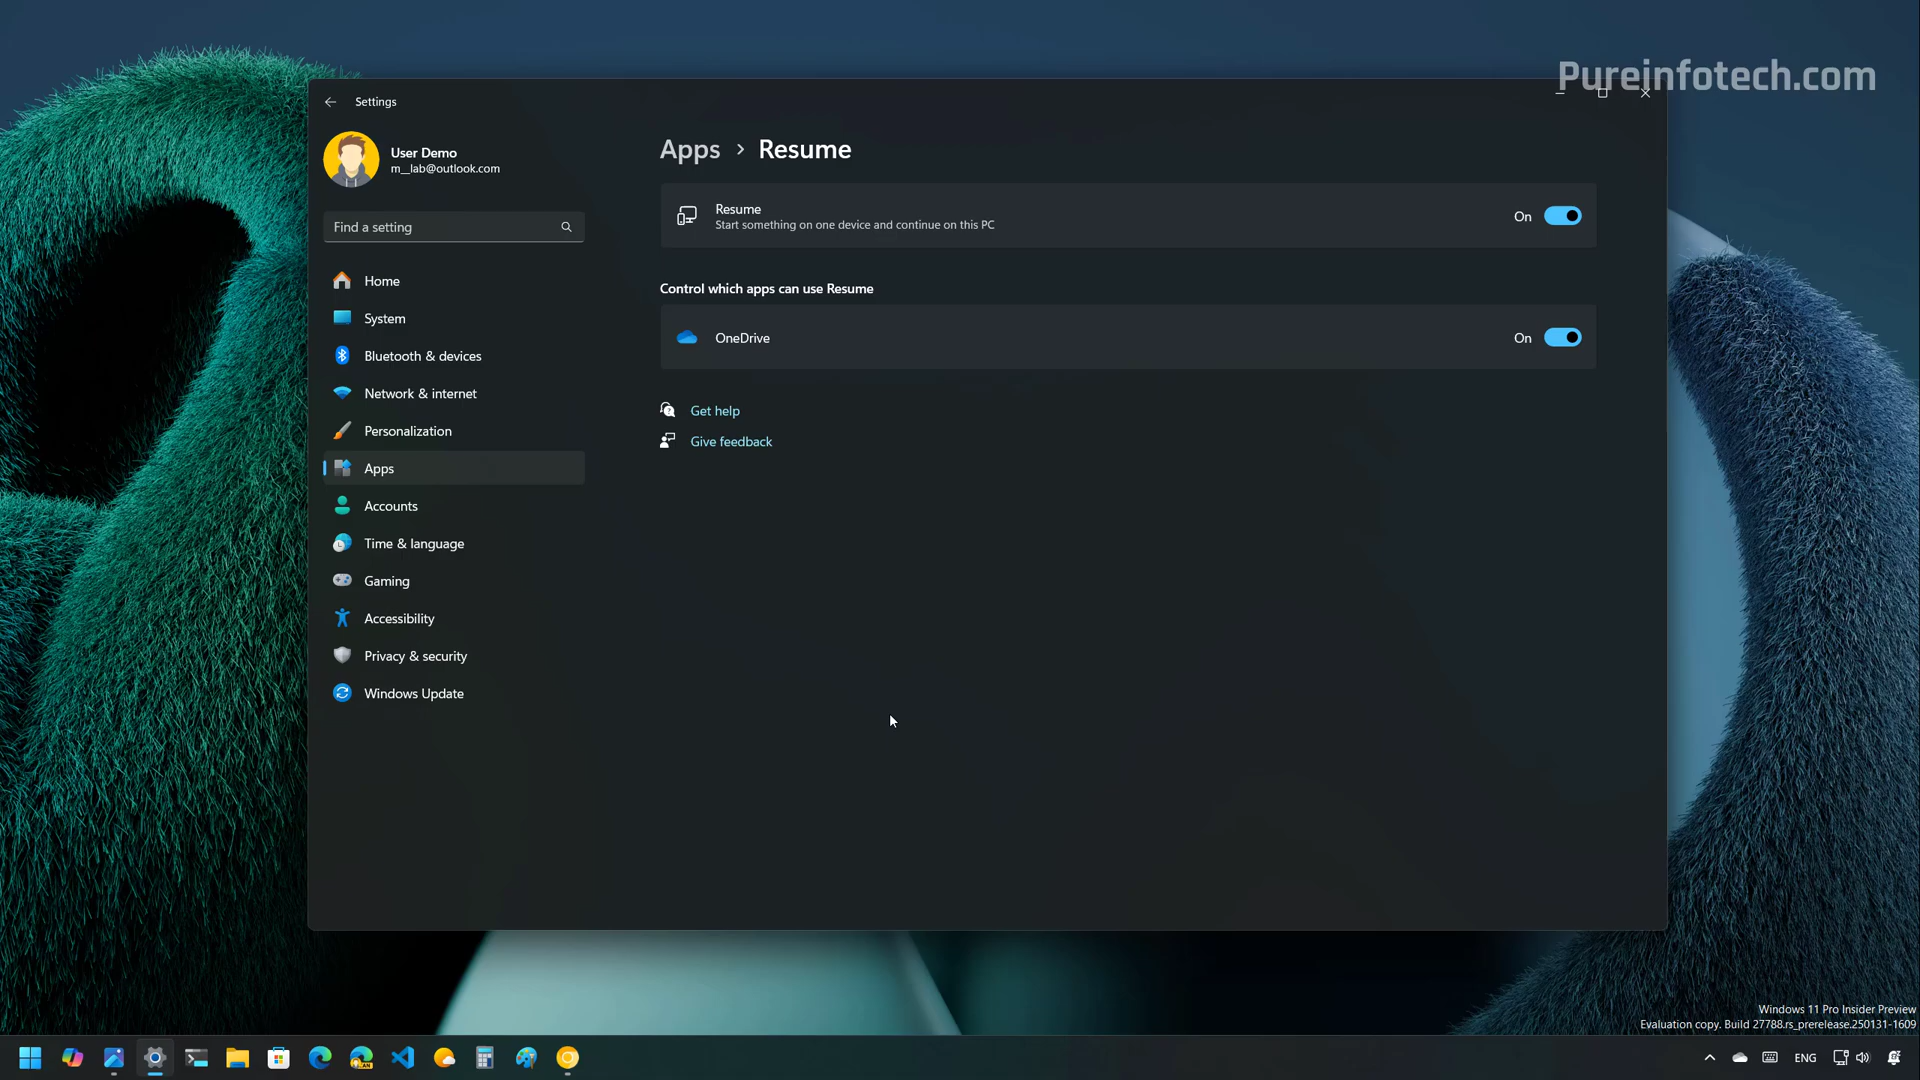 Pureinfotech.com
Settings
User Demo
m__lab@outlook.com
Find a setting
Home
System
Bluetooth & devices
Network & internet
Personalization
Apps
Accounts
Time & language
Gaming
Accessibility
Privacy & security
Windows Update
Apps > Resume
Resume
Start something on one device and continue on this PC
On
Control which apps can use Resume
OneDrive
On
Get help
Give feedback
Windows 11 Pro Insider Preview
Evaluation copy. Build 27788.rs_prerelease.250131-1609
ENG